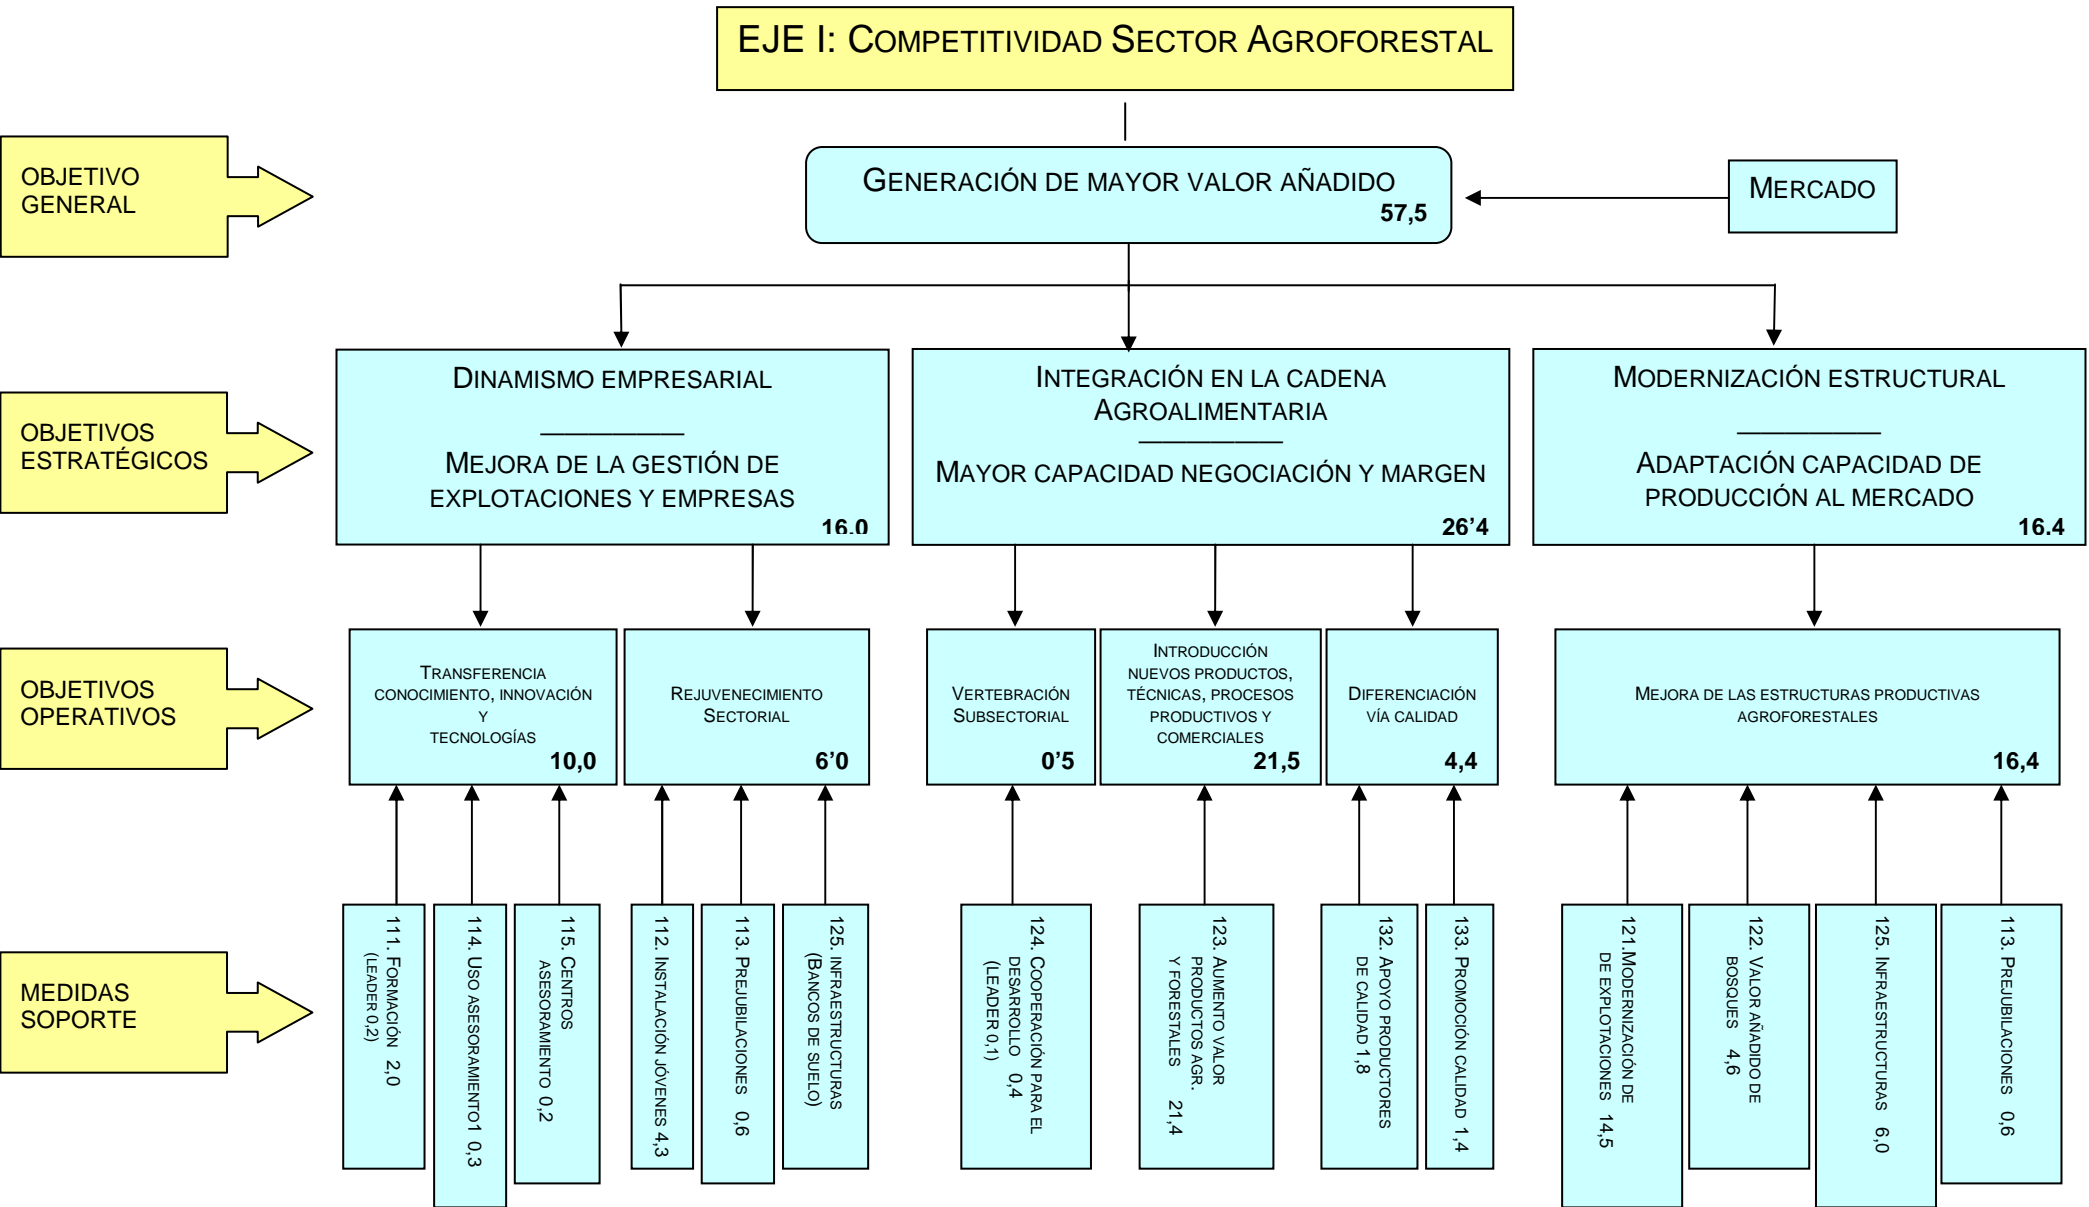 EJE I: COMPETITIVIDAD SECTOR AGROFORESTAL
OBJETIVO
GENERAL
GENERACIÓN DE MAYOR VALOR AÑADIDO
57,5
MERCADO
OBJETIVOS
ESTRATÉGICOS
DINAMISMO EMPRESARIAL
MEJORA DE LA GESTIÓN DE
EXPLOTACIONES Y EMPRESAS
16.0
INTEGRACIÓN EN LA CADENA
AGROALIMENTARIA
MAYOR CAPACIDAD NEGOCIACIÓN Y MARGEN
26’4
MODERNIZACIÓN ESTRUCTURAL
ADAPTACIÓN CAPACIDAD DE
PRODUCCIÓN AL MERCADO
16.4
OBJETIVOS
OPERATIVOS
TRANSFERENCIA
CONOCIMIENTO, INNOVACIÓN
Y
TECNOLOGÍAS
10,0
REJUVENECIMIENTO
SECTORIAL
6’0
VERTEBRACIÓN
SUBSECTORIAL
0’5
INTRODUCCIÓN
NUEVOS PRODUCTOS,
TÉCNICAS, PROCESOS
PRODUCTIVOS Y
COMERCIALES
21,5
DIFERENCIACIÓN
VÍA CALIDAD
4,4
MEJORA DE LAS ESTRUCTURAS PRODUCTIVAS
AGROFORESTALES
16,4
MEDIDAS
SOPORTE
111. FORMACIÓN 2,0
(LEADER 0,2)
114. USO ASESORAMIENTO1 0,3
115. CENTROS
ASESORAMIENTO 0,2
112. INSTALACIÓN JÓVENES 4,3
113. PREJUBILACIONES 0,6
125. INFRAESTRUCTURAS
(BANCOS DE SUELO)
124. COOPERACIÓN PARA EL
DESARROLLO 0,4
(LEADER 0,1)
123. AUMENTO VALOR
PRODUCTOS AGR.
Y FORESTALES 21,4
132. APOYO PRODUCTORES
DE CALIDAD 1,8
133. PROMOCIÓN CALIDAD 1,4
121.MODERNIZACIÓN DE
DE EXPLOTACIONES 14,5
122. VALOR AÑADIDO DE
BOSQUES 4,6
125. INFRAESTRUCTURAS 6,0
113. PREJUBILACIONES 0,6